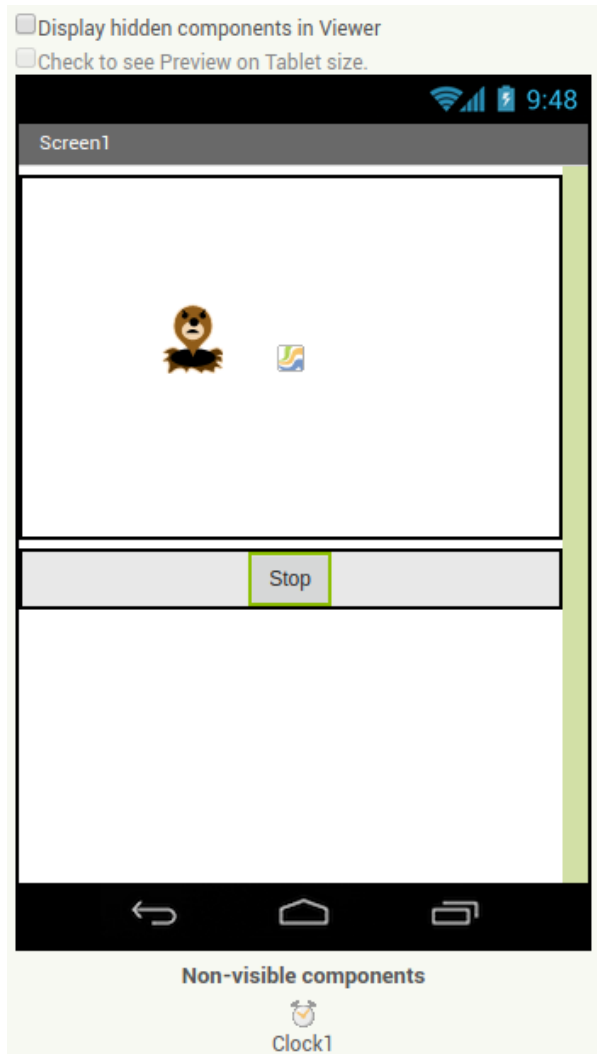 Display hidden components in Viewer
Check to see Preview on Tablet size.
9:48
Screen1
Stop
Non-visible components
Clock1